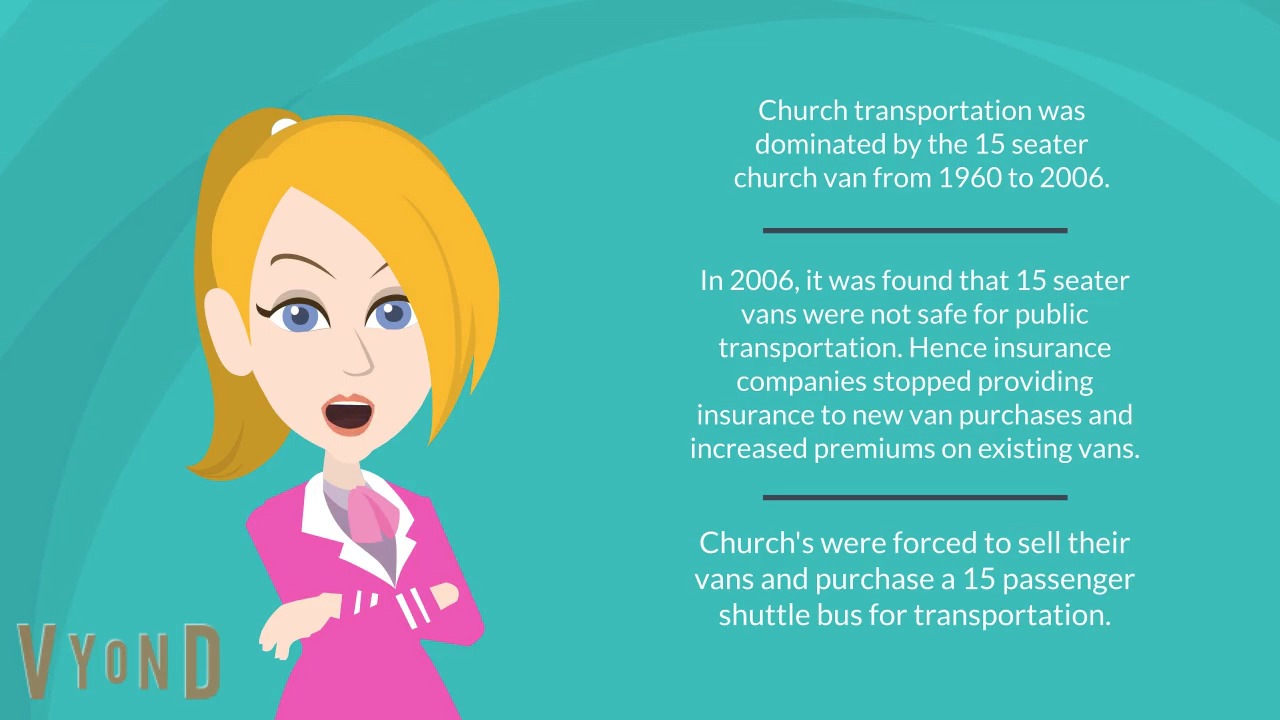 Church transportation was
dominated by the 15 seater
church van from 1960 to 2006.
In 2006, it was found that 15 seater
vans were not safe for public
transportation. Hence insurance
companies stopped providing
insurance to new van purchases and
increased premiums on existing vans.
Church's were forced to sell their
vans and purchase a 15 passenger
shuttle bus for transportation.
VYOND